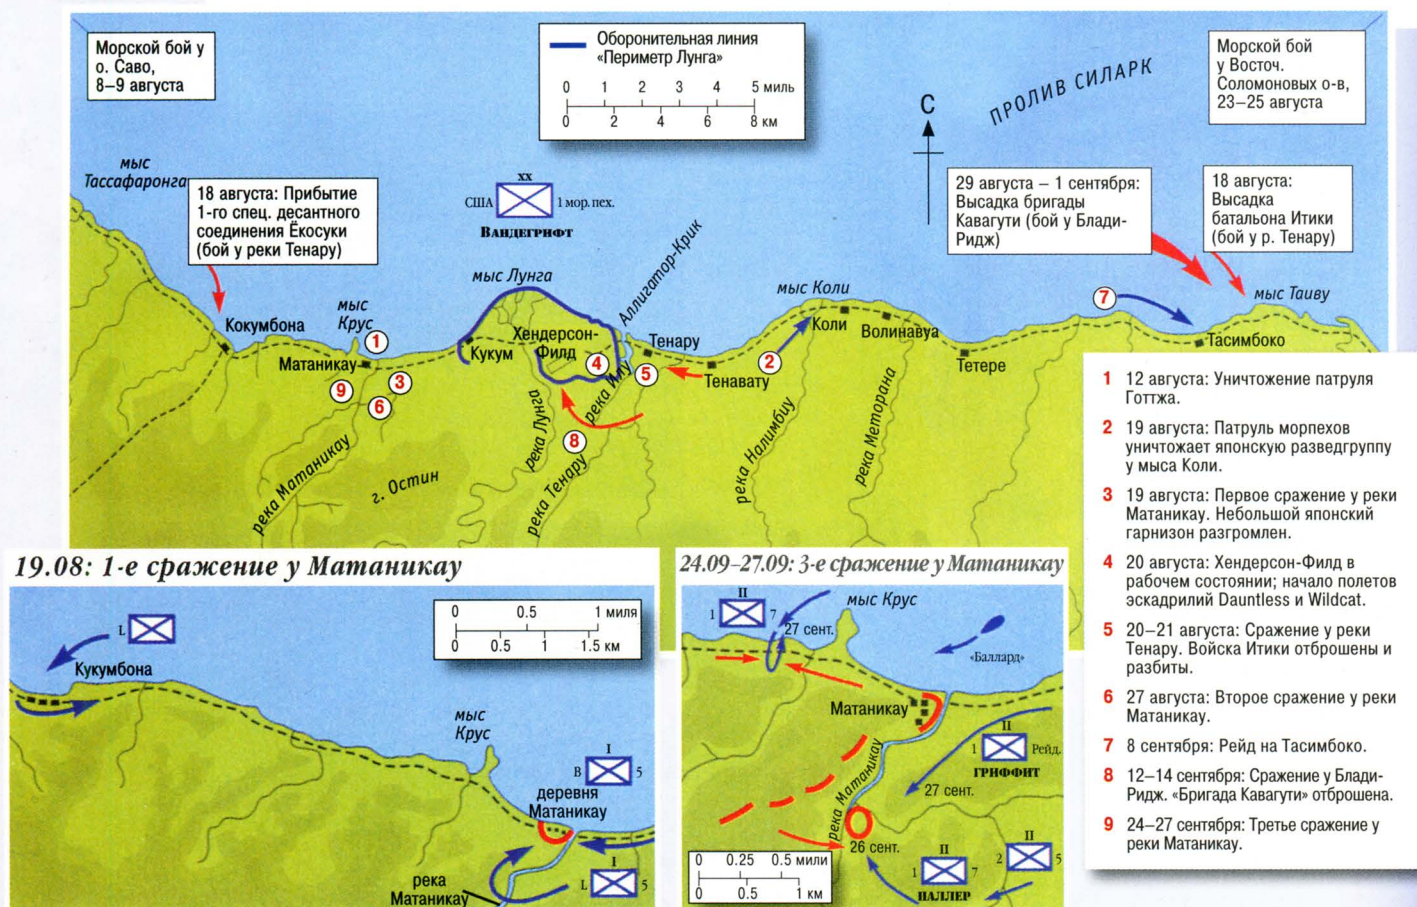 Морской бой у
о. Саво,
8–9 августа
Оборонительная линия
«Периметр Лунга»
0 1 2 3 4 5 миль
0 2 4 6 8 км
ПРОЛИВ СИЛАРК
С
Морской бой
у Восточ.
Соломоновых о-в,
23–25 августа
мыс
Тассафаронга
18 августа: Прибытие
1-го спец. десантного
соединения Ёкосуки
(бой у реки Тенару)
xx
США
1 мор. пех.
Вандегрифт
29 августа – 1 сентября:
Высадка бригады
Кавагути (бой у Блади-
Ридж)
18 августа:
Высадка
батальона Итики
(бой у р. Тенару)
Кокумбона
мыс
Крус
1
Матаникау
9
3
6
река Матаникау
г. Остин
мыс Лунга
Кукум
Хендерсон-
Филд
4
река Лунга
Аллигатор-Крик
река Илу
Тенару
5
8
река Тенару
Тенавату
2
река Налимбиу
мыс Коли
Коли
Волинавуа
река Меторана
Тетере
7
мыс Таиву
Тасимбоко
1 12 августа: Уничтожение патруля
Готтжа.
2 19 августа: Патруль морпехов
уничтожает японскую разведгруппу
у мыса Коли.
3 19 августа: Первое сражение у реки
Матаникау. Небольшой японский
гарнизон разгромлен.
4 20 августа: Хендерсон-Филд в
рабочем состоянии; начало полетов
эскадрилий Dauntless и Wildcat.
5 20–21 августа: Сражение у реки
Тенару. Войска Итики отброшены и
разбиты.
6 27 августа: Второе сражение у реки
Матаникау.
7 8 сентября: Рейд на Тасимбоко.
8 12–14 сентября: Сражение у Блади-
Ридж. «Бригада Кавагути» отброшена.
9 24–27 сентября: Третье сражение у
реки Матаникау.
19.08: 1-е сражение у Матаникау
L
0 0.5 1 миля
0 0.5 1 1.5 км
Кукумбона
мыс
Крус
I
B 5
деревня
Матаникау
I
L 5
река
Матаникау
24.09–27.09: 3-е сражение у Матаникау
II
1 7
27 сент.
мыс Крус
«Баллард»
Матаникау
II
1 Рейд.
ГРИФФИТ
27 сент.
река Матаникау
26 сент.
II
1 7
ПАЛЛЕР
II
2 5
0 0.25 0.5 мили
0 0.5 1 км